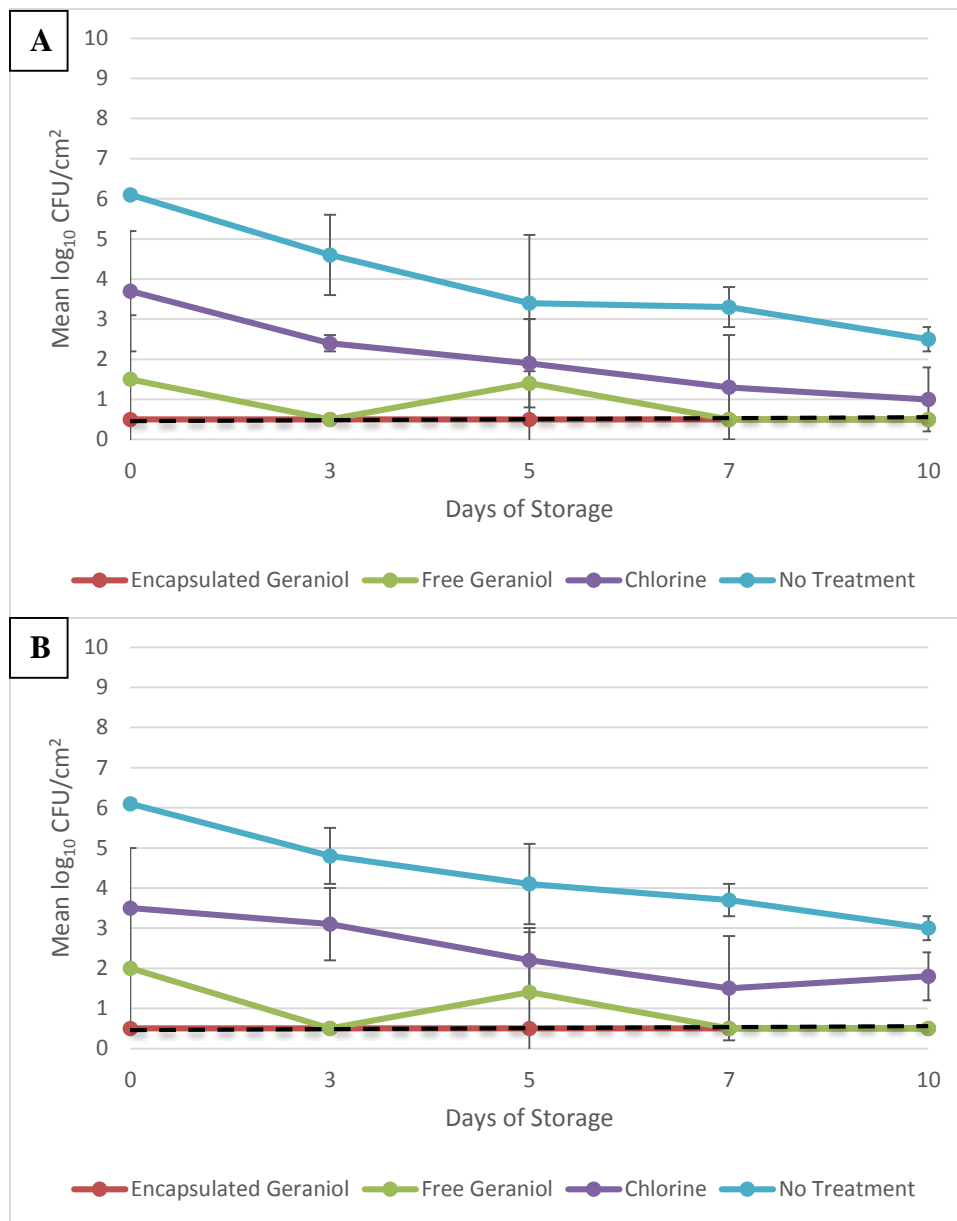 A
10
9
8
7
6
5
4
3
2
1
0
Mean log₁₀ CFU/cm²
0 3 5 7 10
Days of Storage
Encapsulated Geraniol Free Geraniol Chlorine No Treatment
B
10
9
8
7
6
5
4
3
2
1
0
Mean log₁₀ CFU/cm²
0 3 5 7 10
Days of Storage
Encapsulated Geraniol Free Geraniol Chlorine No Treatment